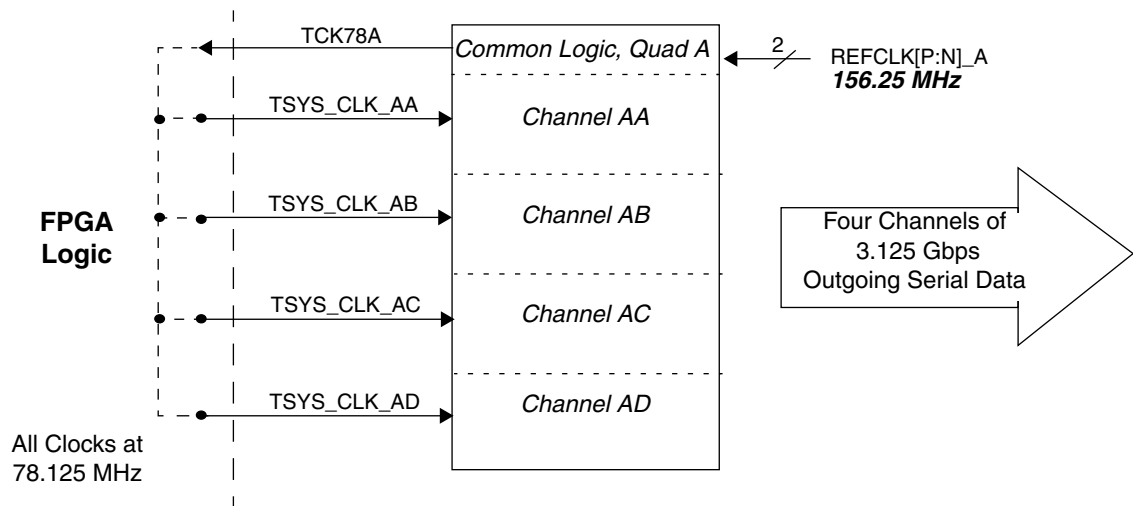 TCK78A
Common Logic, Quad A
2
REFCLK[P:N]_A
156.25 MHz
TSYS_CLK_AA
Channel AA
TSYS_CLK_AB
Channel AB
FPGA
Logic
Four Channels of
3.125 Gbps
Outgoing Serial Data
TSYS_CLK_AC
Channel AC
TSYS_CLK_AD
Channel AD
All Clocks at
78.125 MHz